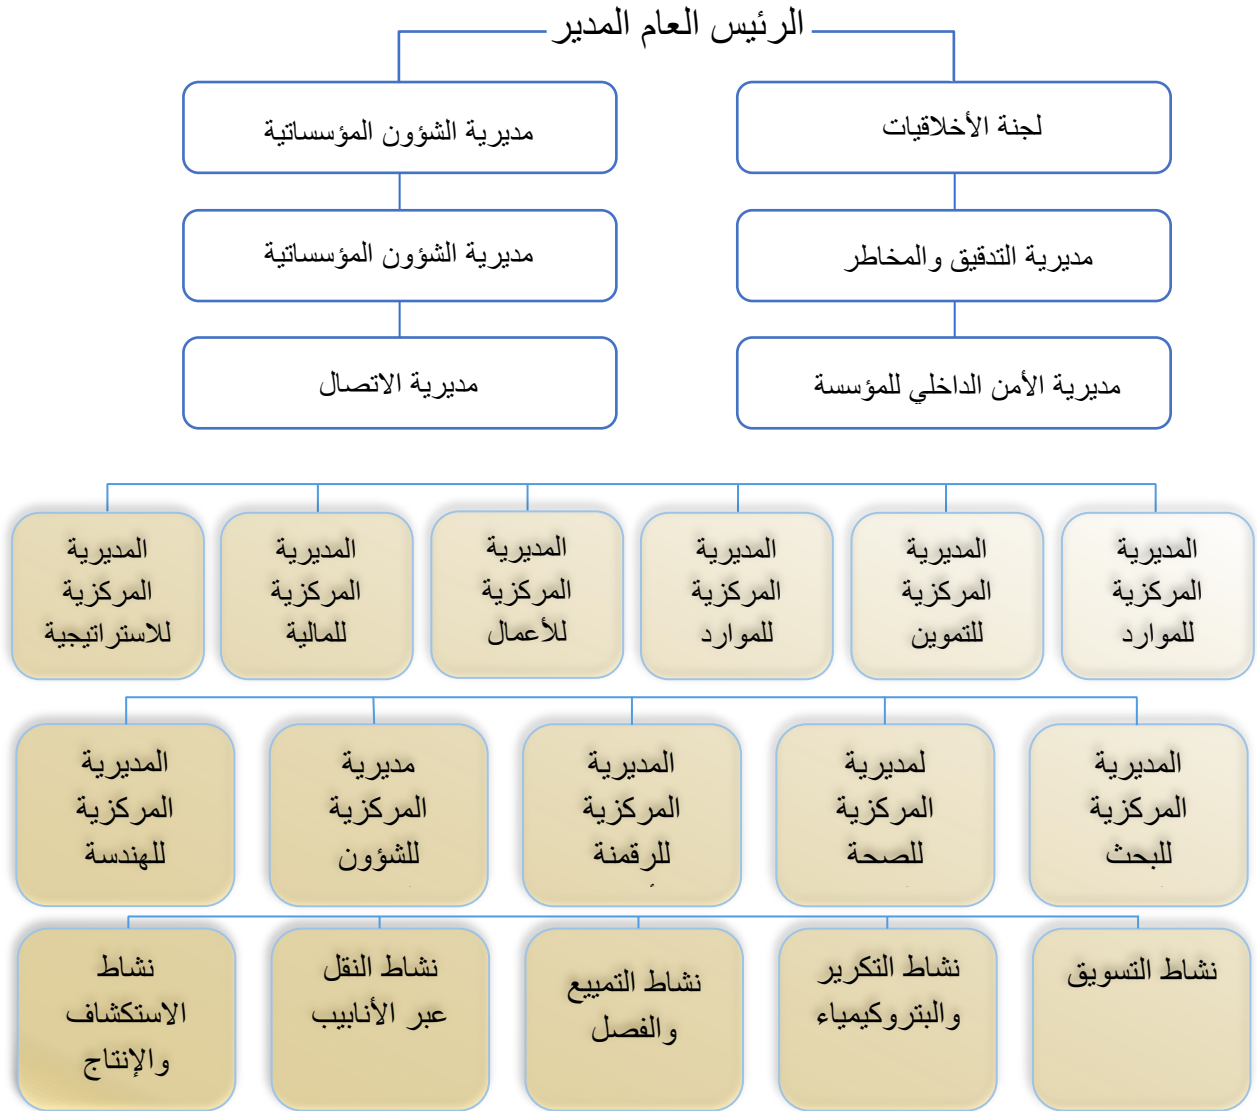 الرئيس العام المدير
لجنة الأخلاقيات
مديرية الشؤون المؤسساتية
مديرية التدقيق والمخاطر
مديرية الشؤون المؤسساتية
مديرية الأمن الداخلي للمؤسسة
مديرية الاتصال
المديرية
المركزية
للموارد
المديرية
المركزية
للتموين
المديرية
المركزية
للموارد
المديرية
المركزية
للأعمال
المديرية
المركزية
للمالية
المديرية
المركزية
للاستراتيجية
المديرية
المركزية
للبحث
لمديرية
المركزية
للصحة
المديرية
المركزية
للرقمنة
مديرية
المركزية
للشؤون
المديرية
المركزية
للهندسة
نشاط التسويق
نشاط التكرير
والبتروكيمياء
نشاط التمييع
والفصل
نشاط النقل
عبر الأنابيب
نشاط
الاستكشاف
والإنتاج